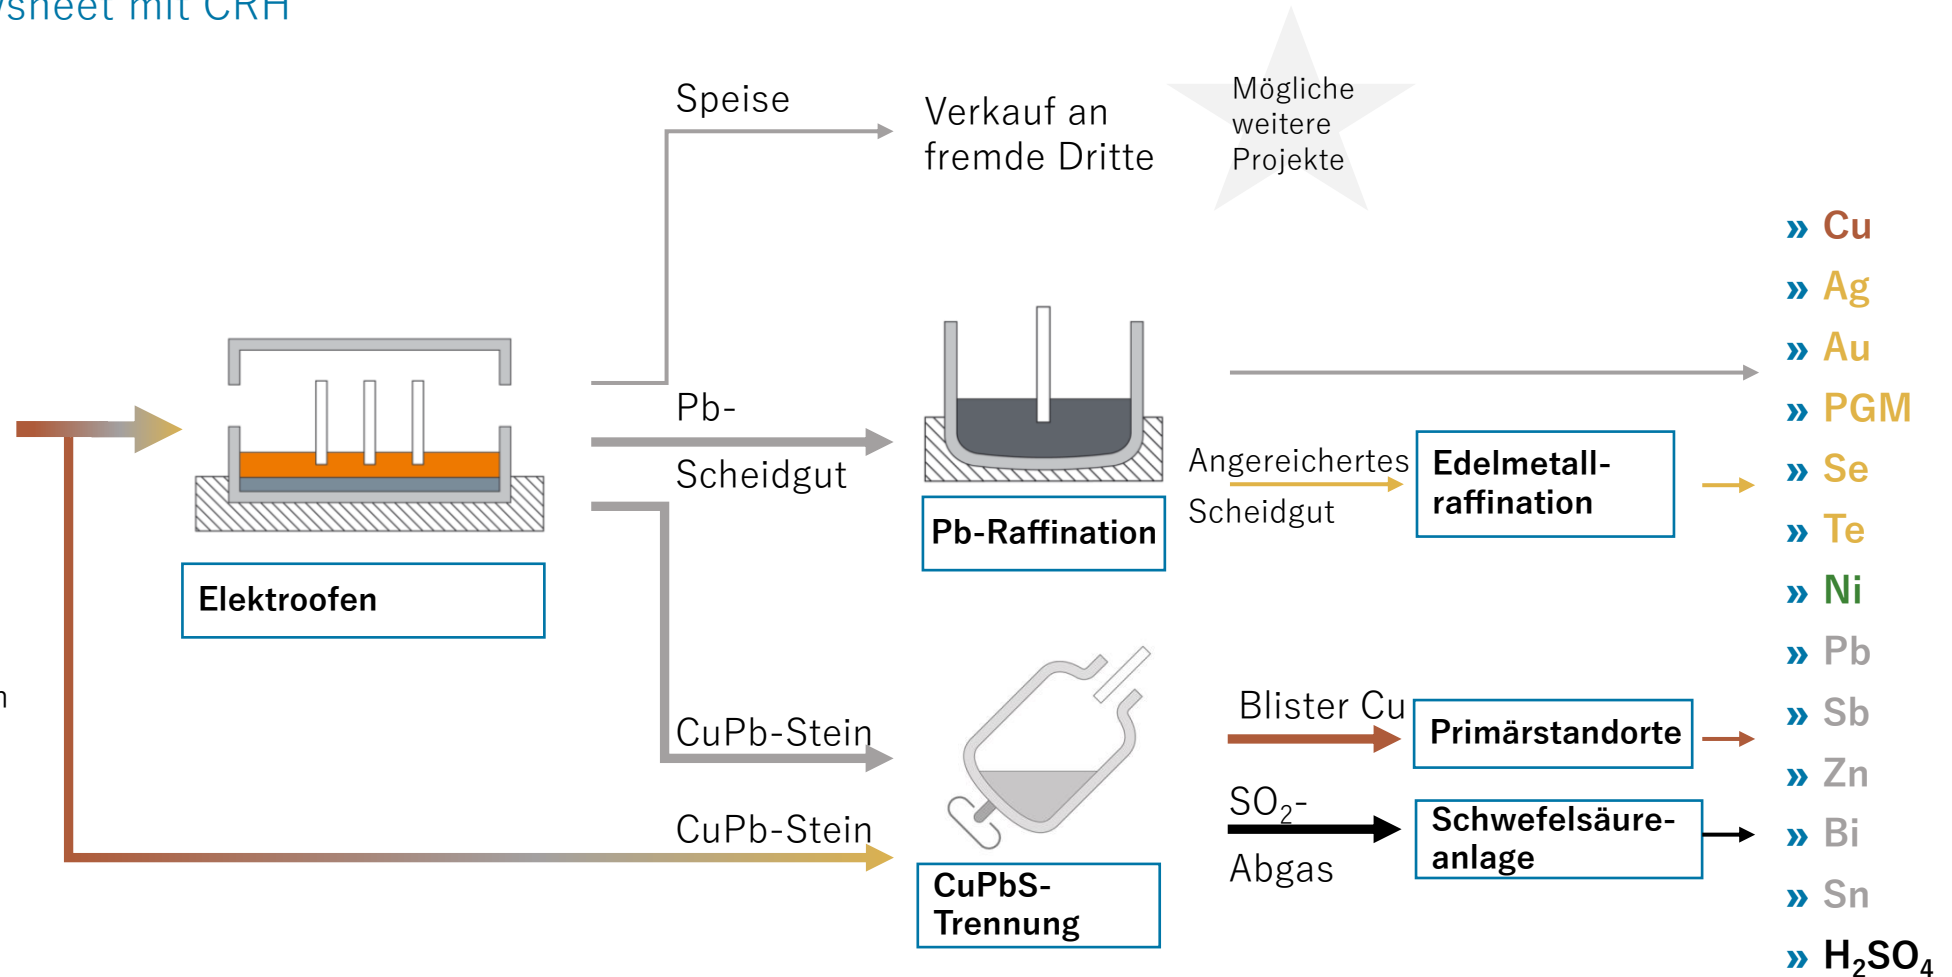 mit CRH
Speise
Verkauf an
fremde Dritte
Mögliche
weitere
Projekte
Pb-
Scheidgut
Angereichertes
Scheidgut
Edelmetall-
raffination
Pb-Raffination
Elektroofen
CuPb-Stein
CuPb-Stein
CuPbS-
Trennung
Blister Cu
Primärstandorte
SO₂-
Abgas
Schwefelsäure-
anlage
» Cu
» Ag
» Au
» PGM
» Se
» Te
» Ni
» Pb
» Sb
» Zn
» Bi
» Sn
» H₂SO₄